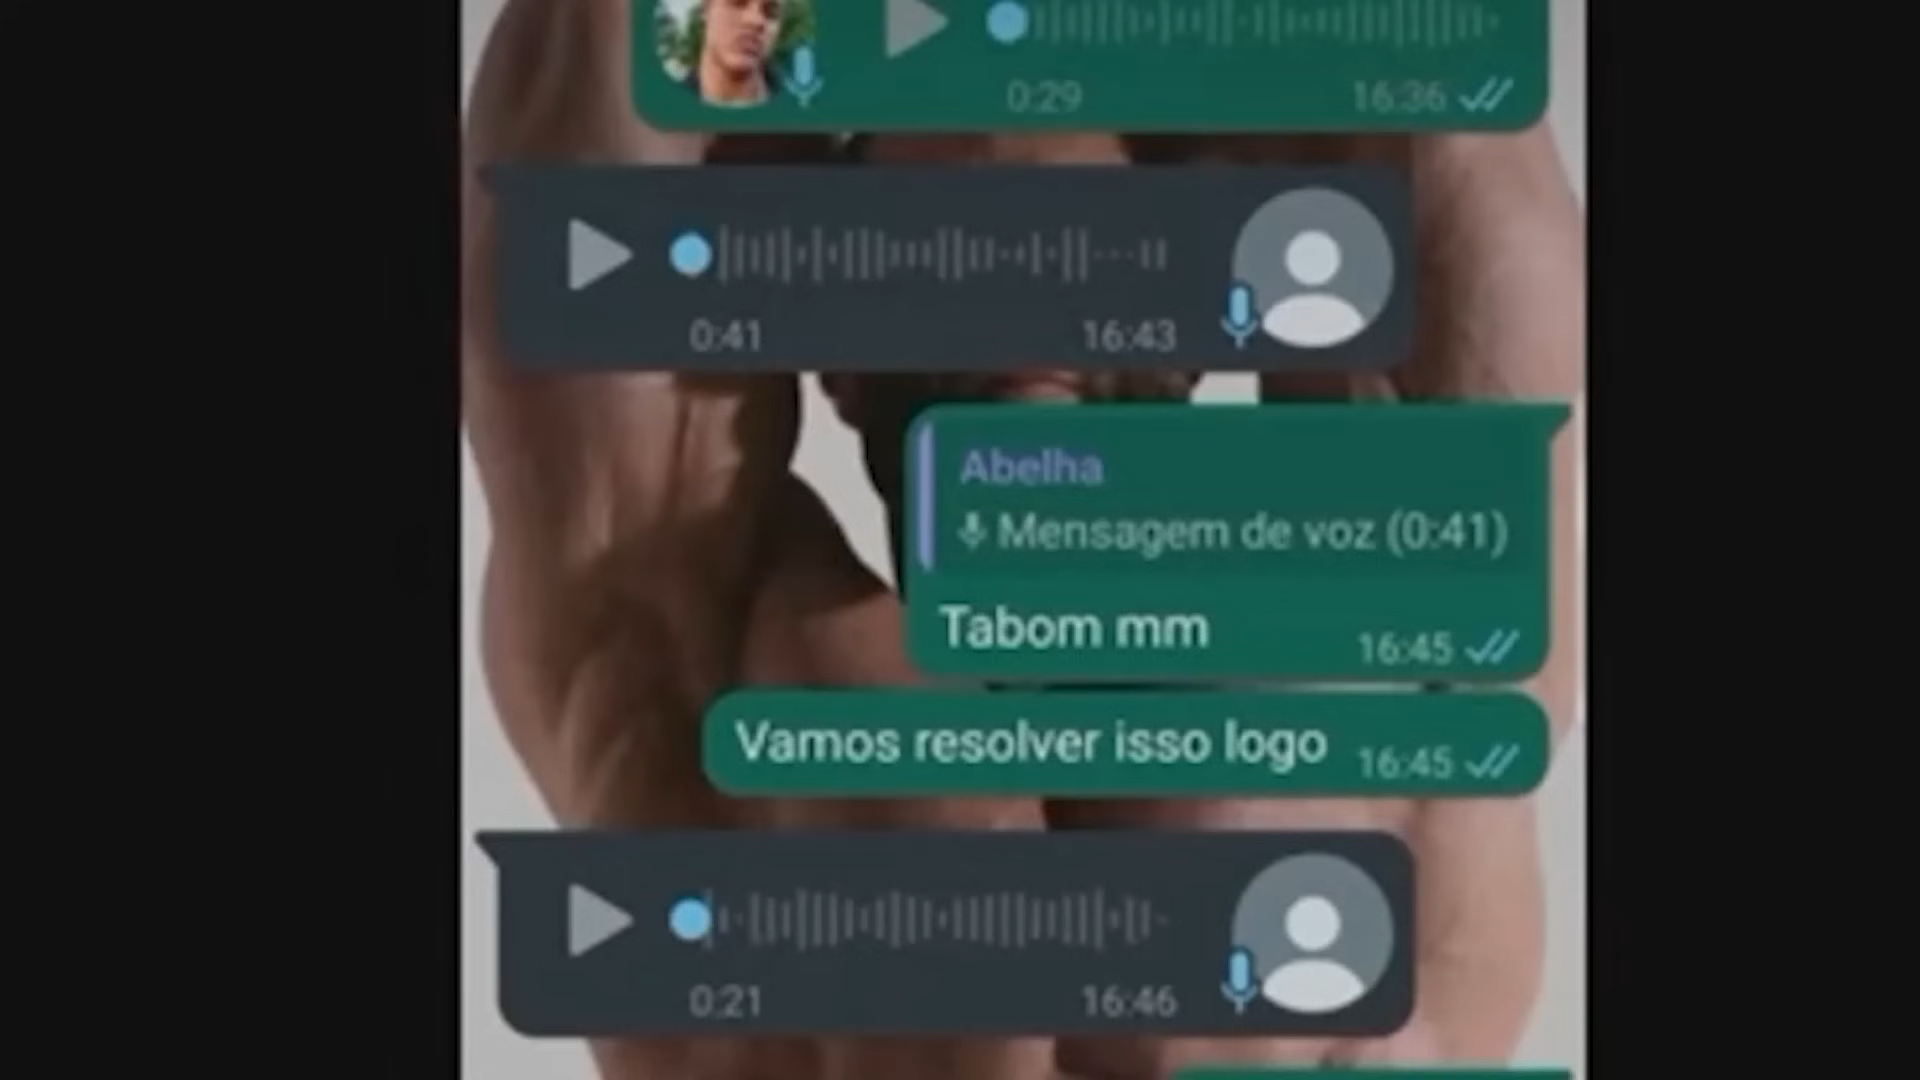 0:29 16:36
0:41 16:43
Abelha
Mensagem de voz (0:41)
Tabom mm 16:45
Vamos resolver isso logo 16:45
0:21 16:46